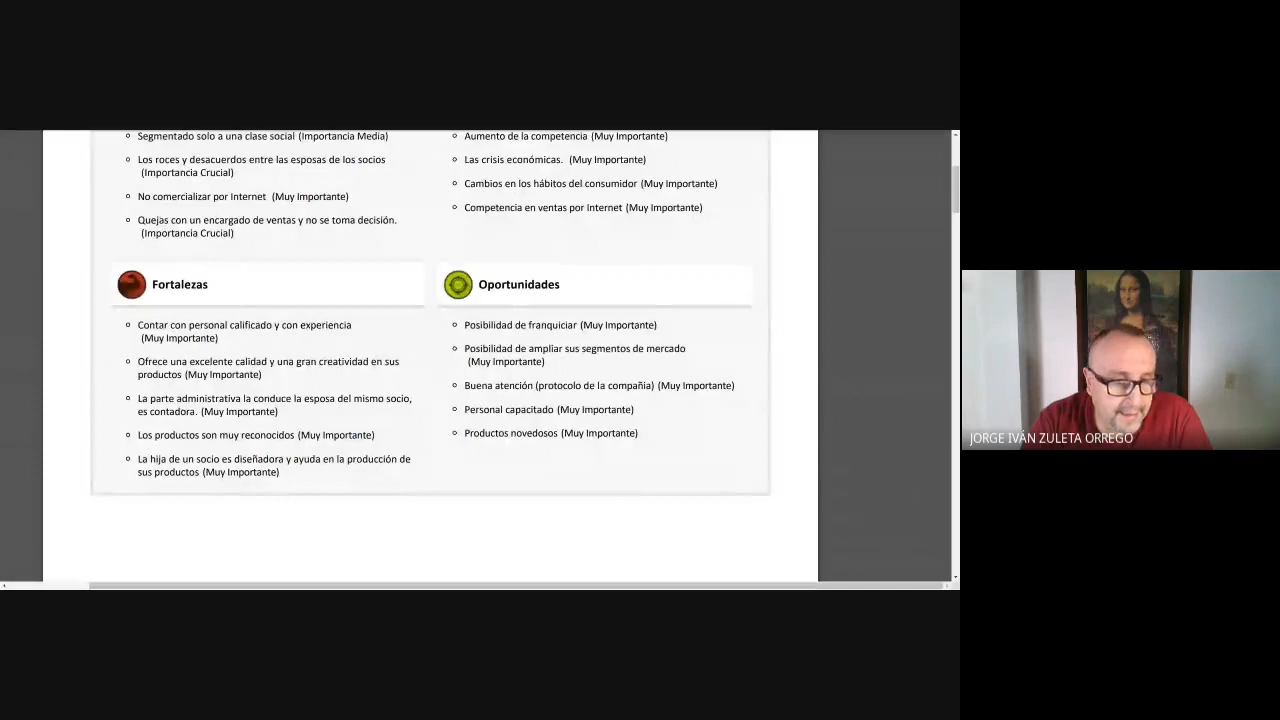 Segmentado solo a una clase social (Importancia Media)
Los roces y desacuerdos entre las esposas de los socios
(Importancia Crucial)
No comercializar por Internet (Muy Importante)
Quejas con un encargado de ventas y no se toma decisión.
(Importancia Crucial)
Aumento de la competencia (Muy Importante)
Las crisis económicas. (Muy Importante)
Cambios en los hábitos del consumidor (Muy Importante)
Competencia en ventas por Internet (Muy Importante)
Fortalezas
Contar con personal calificado y con experiencia
(Muy Importante)
Ofrece una excelente calidad y una gran creatividad en sus
productos (Muy Importante)
La parte administrativa la conduce la esposa del mismo socio,
es contadora. (Muy Importante)
Los productos son muy reconocidos (Muy Importante)
La hija de un socio es diseñadora y ayuda en la producción de
sus productos (Muy Importante)
Oportunidades
Posibilidad de franquiciar (Muy Importante)
Posibilidad de ampliar sus segmentos de mercado
(Muy Importante)
Buena atención (protocolo de la compañia) (Muy Importante)
Personal capacitado (Muy Importante)
Productos novedosos (Muy Importante)
JORGE IVÁN ZULETA ORREGO